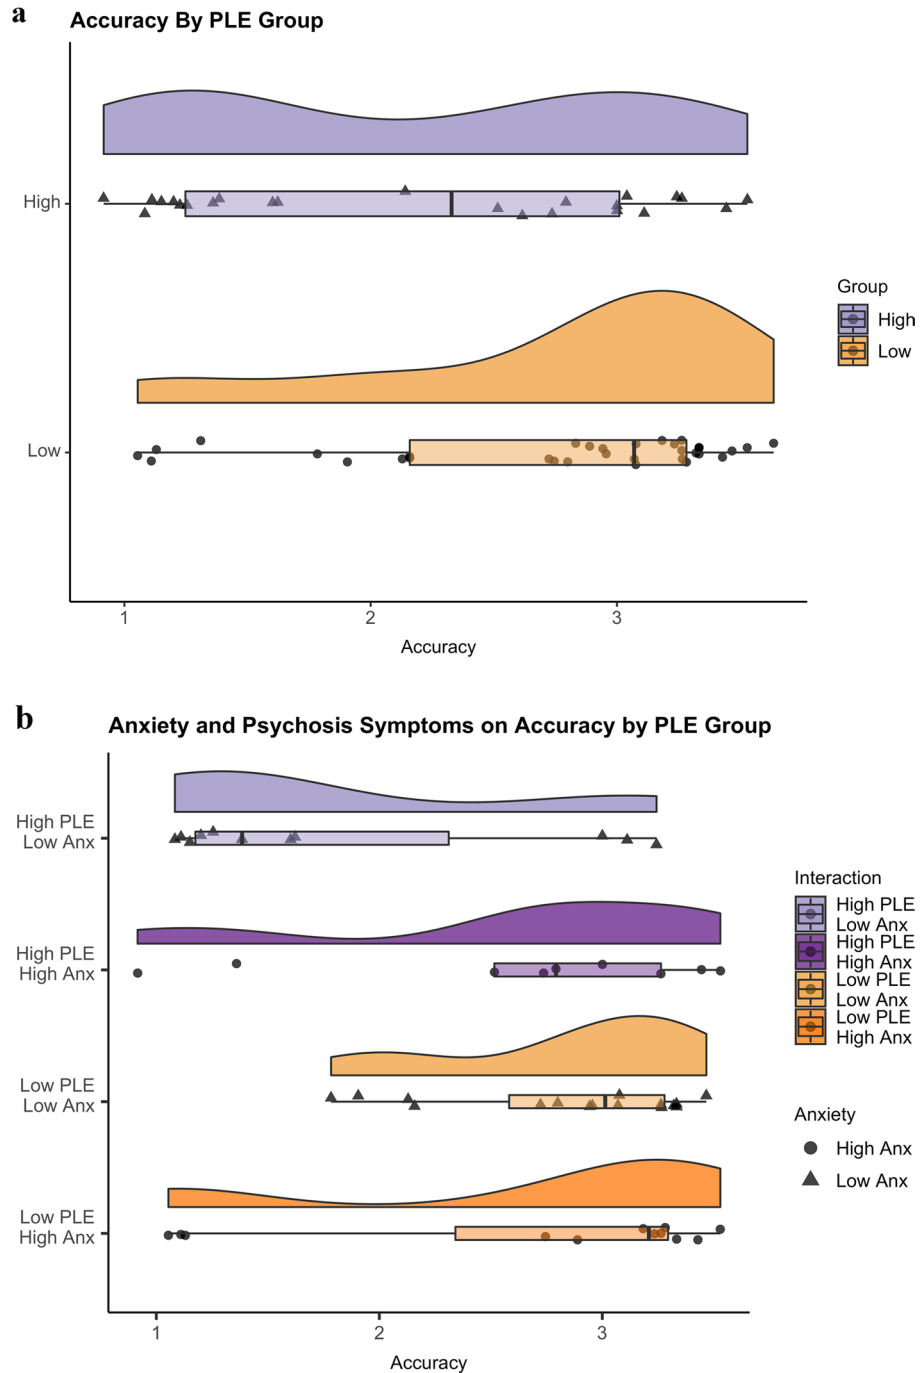 a
Accuracy By PLE Group
High
Low
1
2
3
Accuracy
Group
High
Low
b
Anxiety and Psychosis Symptoms on Accuracy by PLE Group
High PLE
Low Anx
High PLE
High Anx
Low PLE
Low Anx
Low PLE
High Anx
1
2
3
Accuracy
Interaction
High PLE
Low Anx
High PLE
High Anx
Low PLE
Low Anx
Low PLE
High Anx
Anxiety
High Anx
Low Anx